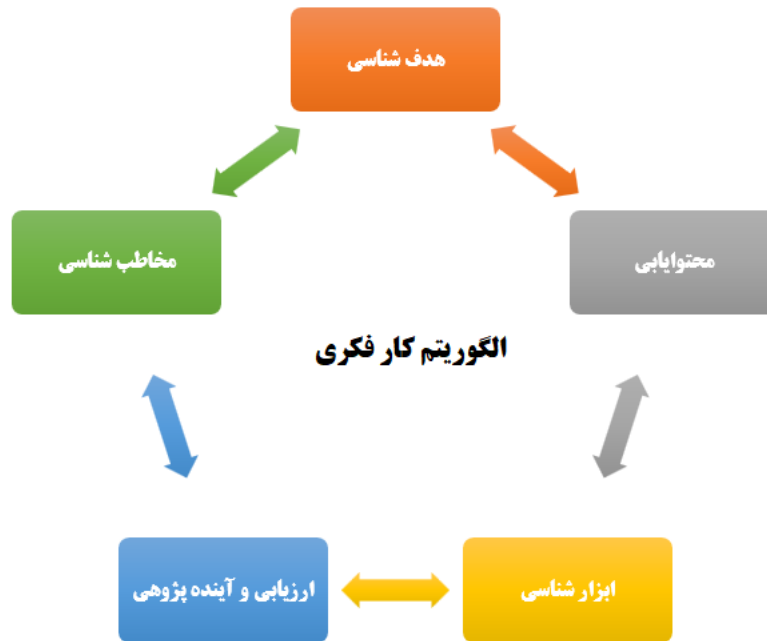 هدف شناسی
مخاطب شناسی
محتوایابی
الگوریتم کار فکری
ارزیابی و آینده پژوهی
ابزار شناسی